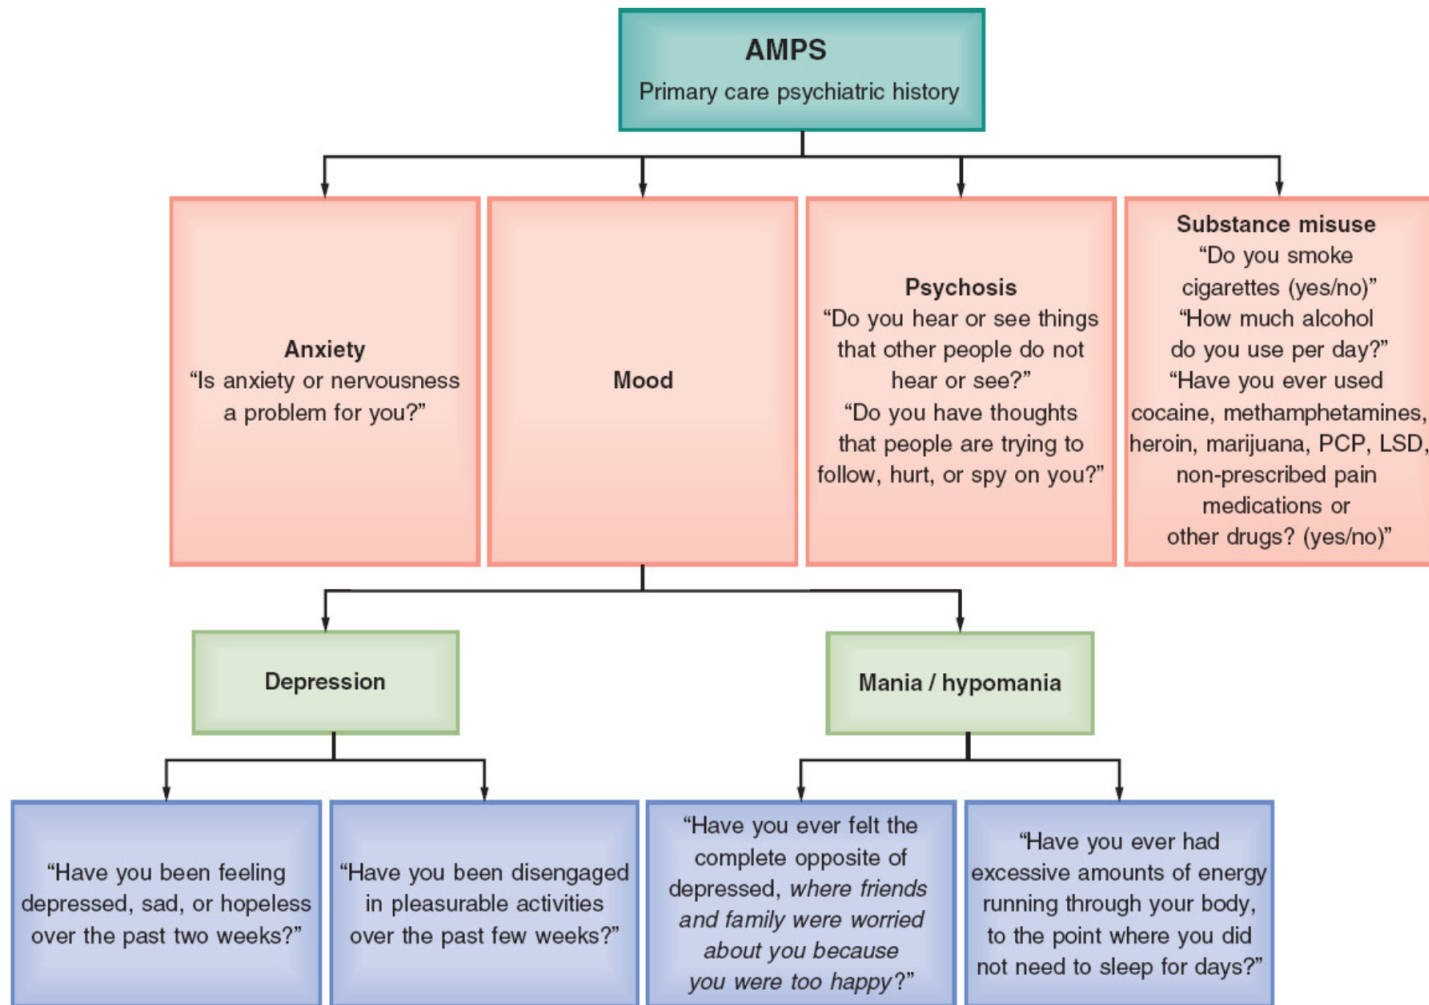 AMPS
Primary care psychiatric history
Anxiety
“Is anxiety or nervousness
a problem for you?”
Mood
Psychosis
“Do you hear or see things
that other people do not
hear or see?”
“Do you have thoughts
that people are trying to
follow, hurt, or spy on you?”
Substance misuse
“Do you smoke
cigarettes (yes/no)”
“How much alcohol
do you use per day?”
“Have you ever used
cocaine, methamphetamines,
heroin, marijuana, PCP, LSD,
non-prescribed pain
medications or
other drugs? (yes/no)”
Depression
Mania / hypomania
“Have you been feeling
depressed, sad, or hopeless
over the past two weeks?”
“Have you been disengaged
in pleasurable activities
over the past few weeks?”
“Have you ever felt the
complete opposite of
depressed, where friends
and family were worried
about you because
you were too happy?”
“Have you ever had
excessive amounts of energy
running through your body,
to the point where you did
not need to sleep for days?”